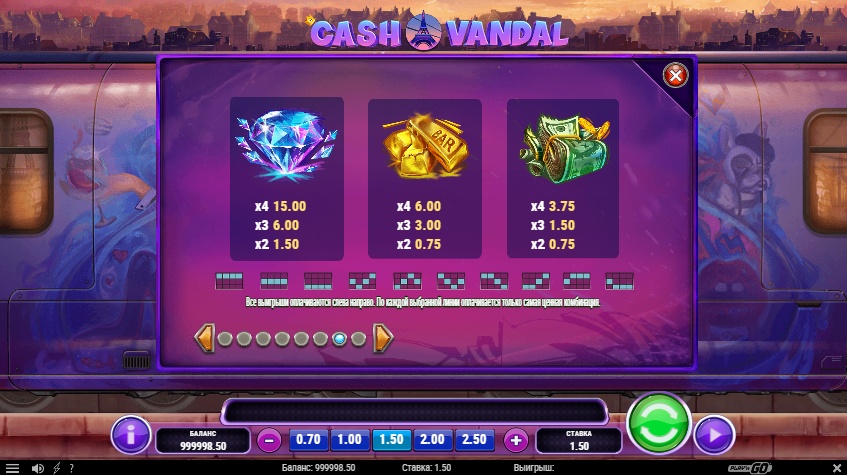 CASH VANDAL
BAR
x4 15.00
x3 6.00
x2 1.50
x4 6.00
x3 3.00
x2 0.75
x4 3.75
x3 1.50
x2 0.75
Все выигрыши оплачиваются слева направо. По каждой выбранной линии оплачивается только самая ценная комбинация.
БАЛАНС
999998.50
0.70 1.00 1.50 2.00 2.50
СТАВКА
1.50
? Баланс: 999998.50 Ставка: 1.50 Выигрыш: PLAY'N GO